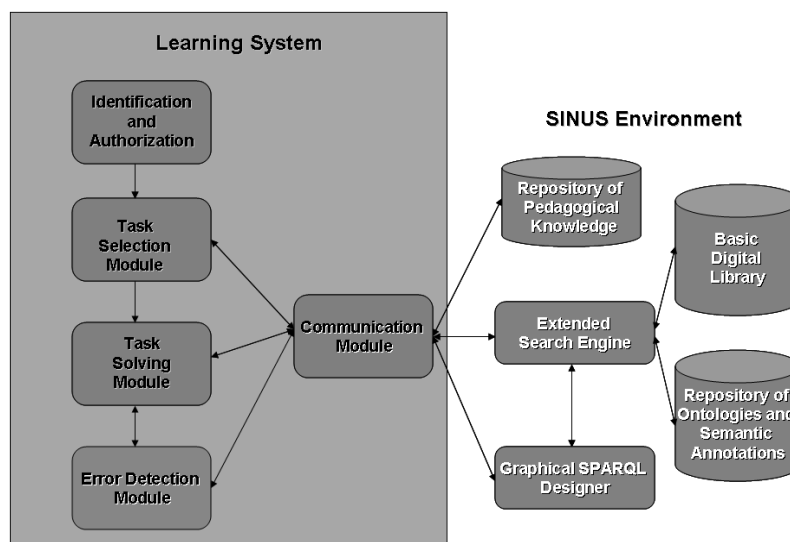 Learning System
Identification
and
Authorization
Task
Selection
Module
Task
Solving
Module
Error Detection
Module
Communication
Module
SINUS Environment
Repository of
Pedagogical
Knowledge
Basic
Digital
Library
Extended
Search Engine
Repository of
Ontologies and
Semantic
Annotations
Graphical SPARQL
Designer